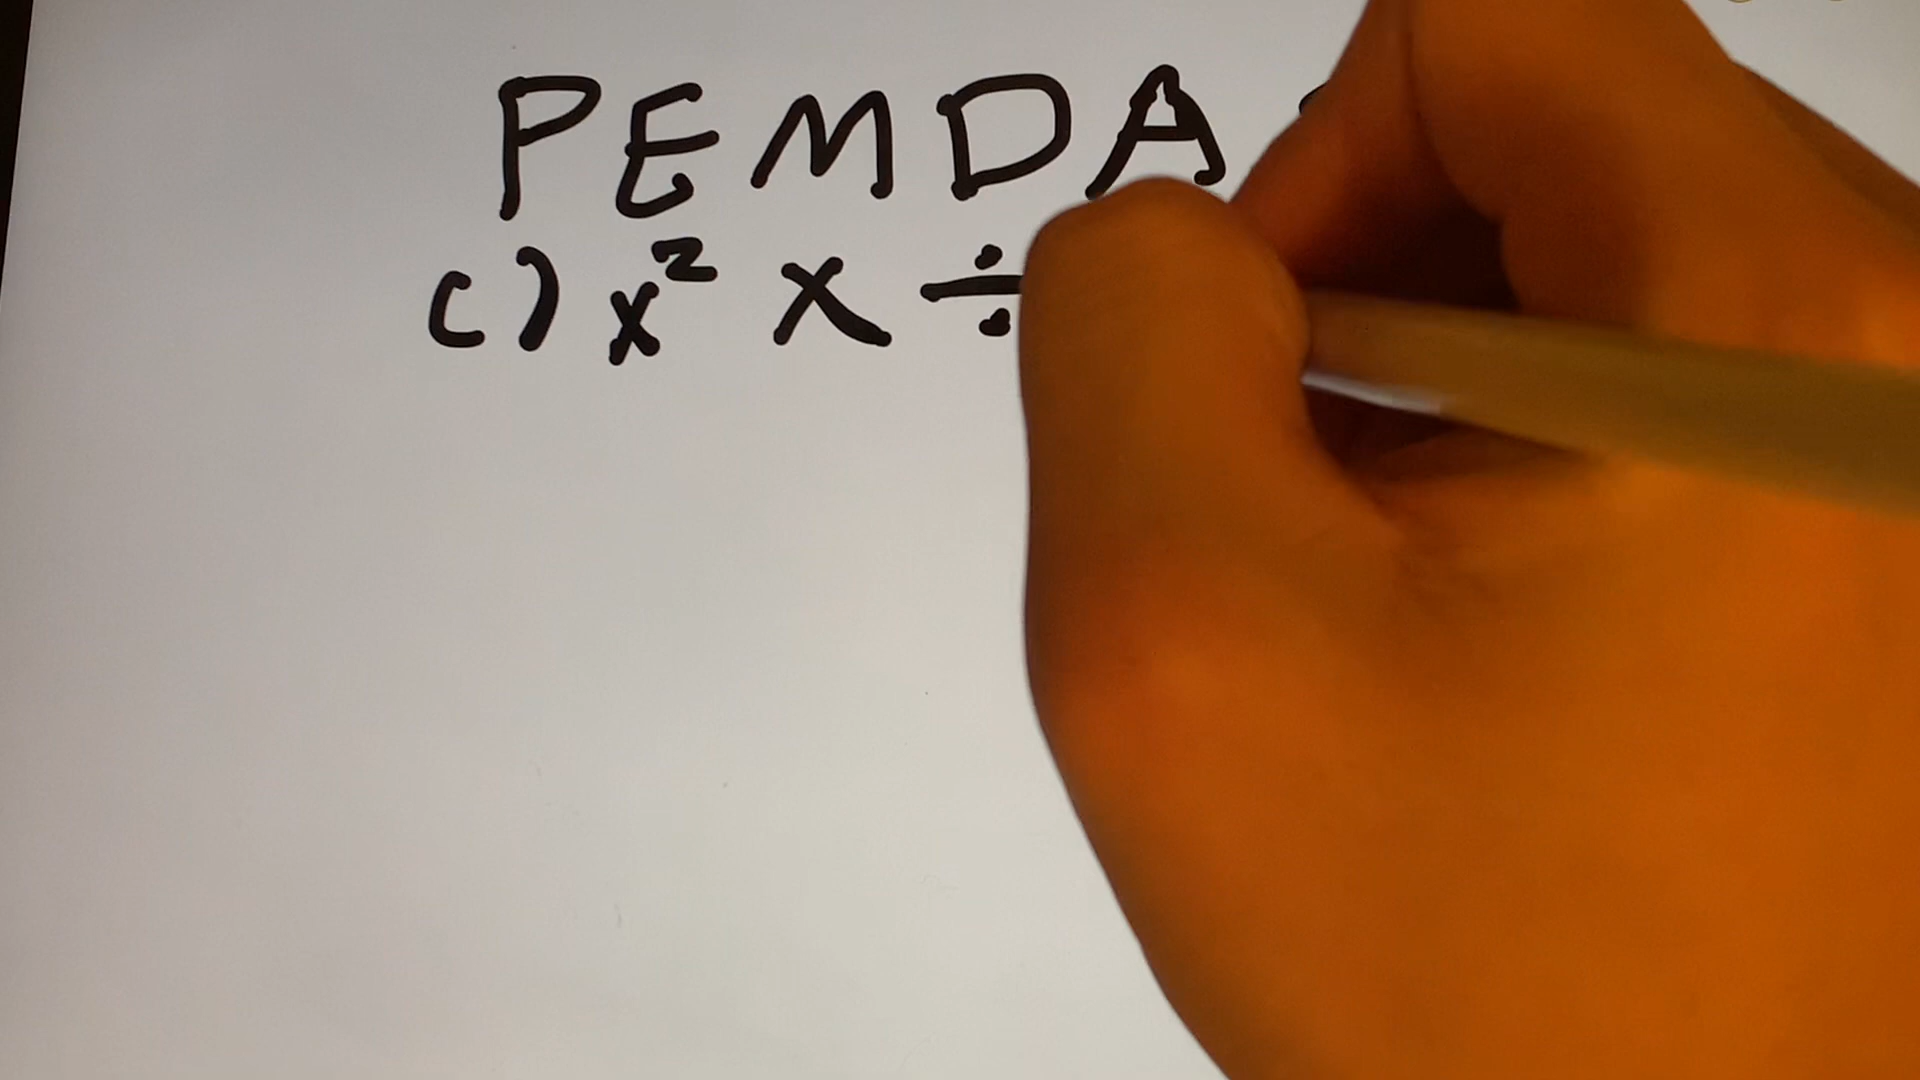 PEMDA
() x² × ÷